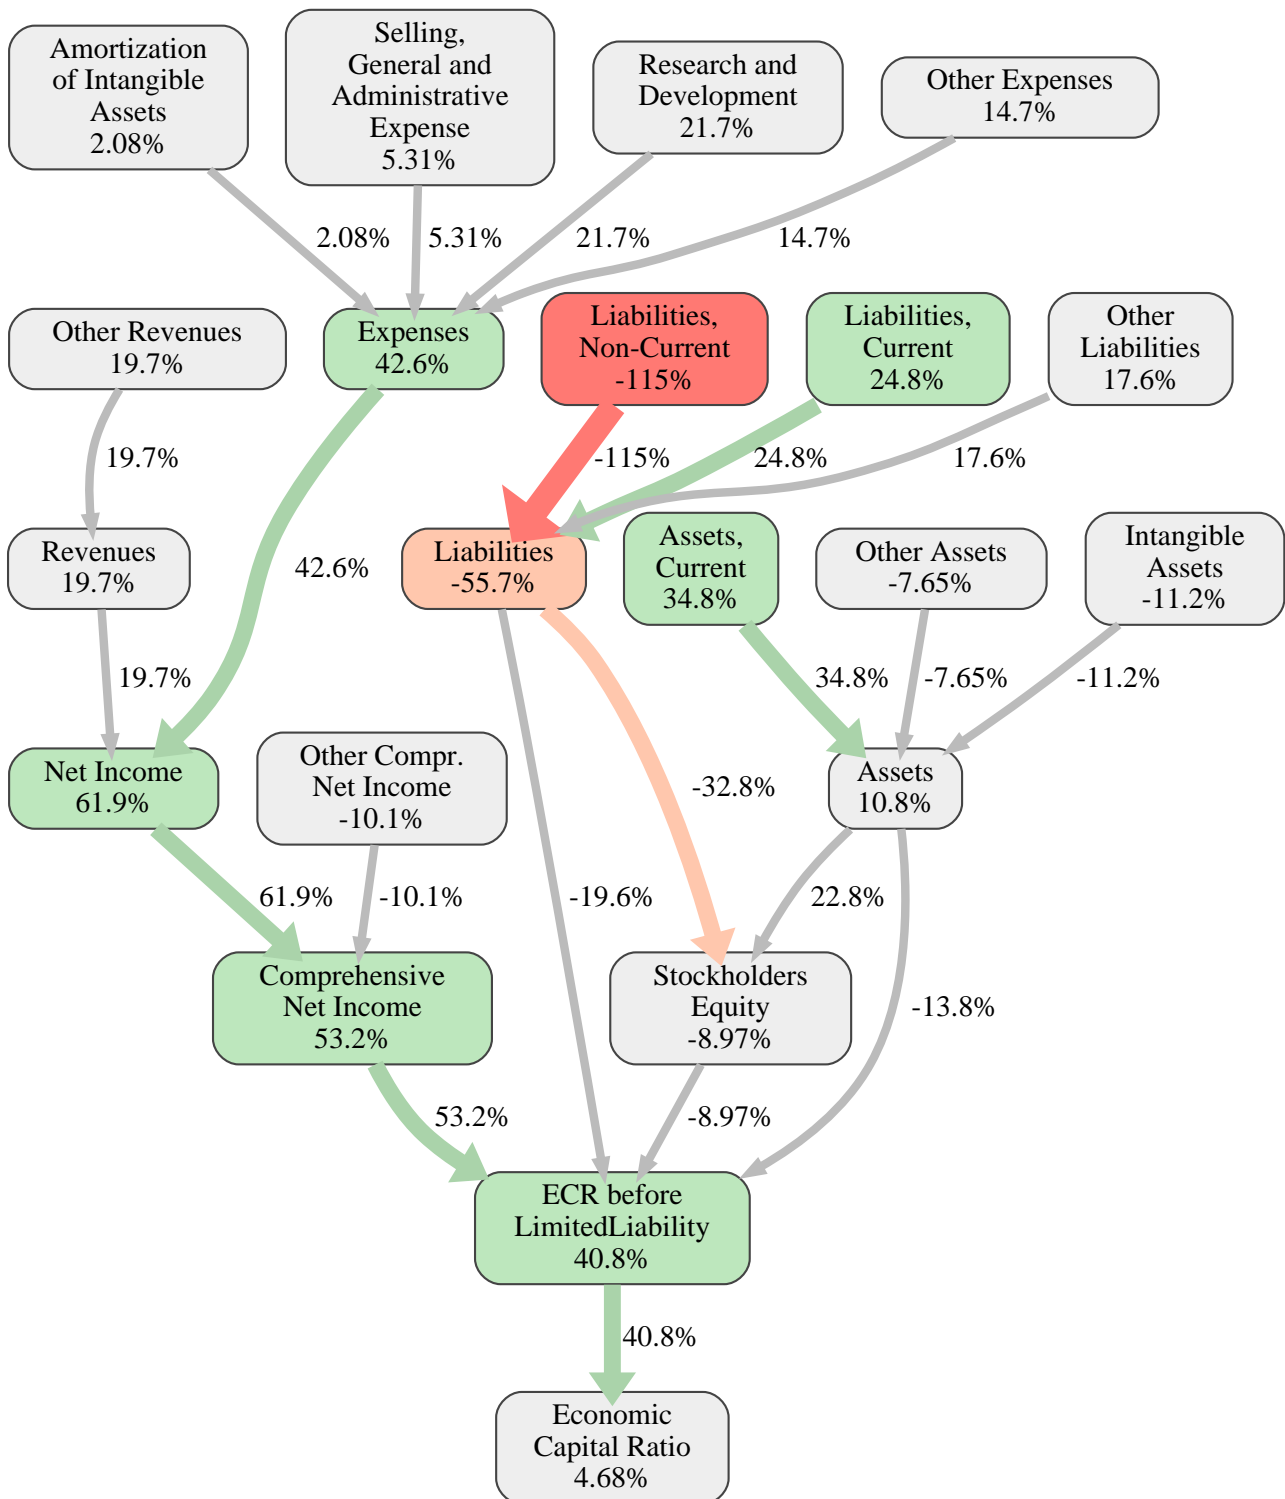 Amortization
of Intangible
Assets
2.08%
Selling,
General and
Administrative
Expense
5.31%
Research and
Development
21.7%
Other Expenses
14.7%
2.08%
5.31%
21.7%
14.7%
Other Revenues
19.7%
Expenses
42.6%
Liabilities,
Non-Current
-115%
Liabilities,
Current
24.8%
Other
Liabilities
17.6%
19.7%
-115%
24.8%
17.6%
Revenues
19.7%
42.6%
Liabilities
-55.7%
Assets,
Current
34.8%
Other Assets
-7.65%
Intangible
Assets
-11.2%
19.7%
34.8%
-7.65%
-11.2%
Net Income
61.9%
Other Compr.
Net Income
-10.1%
-32.8%
Assets
10.8%
61.9%
-10.1%
-19.6%
22.8%
Comprehensive
Net Income
53.2%
Stockholders
Equity
-8.97%
-13.8%
53.2%
-8.97%
ECR before
LimitedLiability
40.8%
40.8%
Economic
Capital Ratio
4.68%